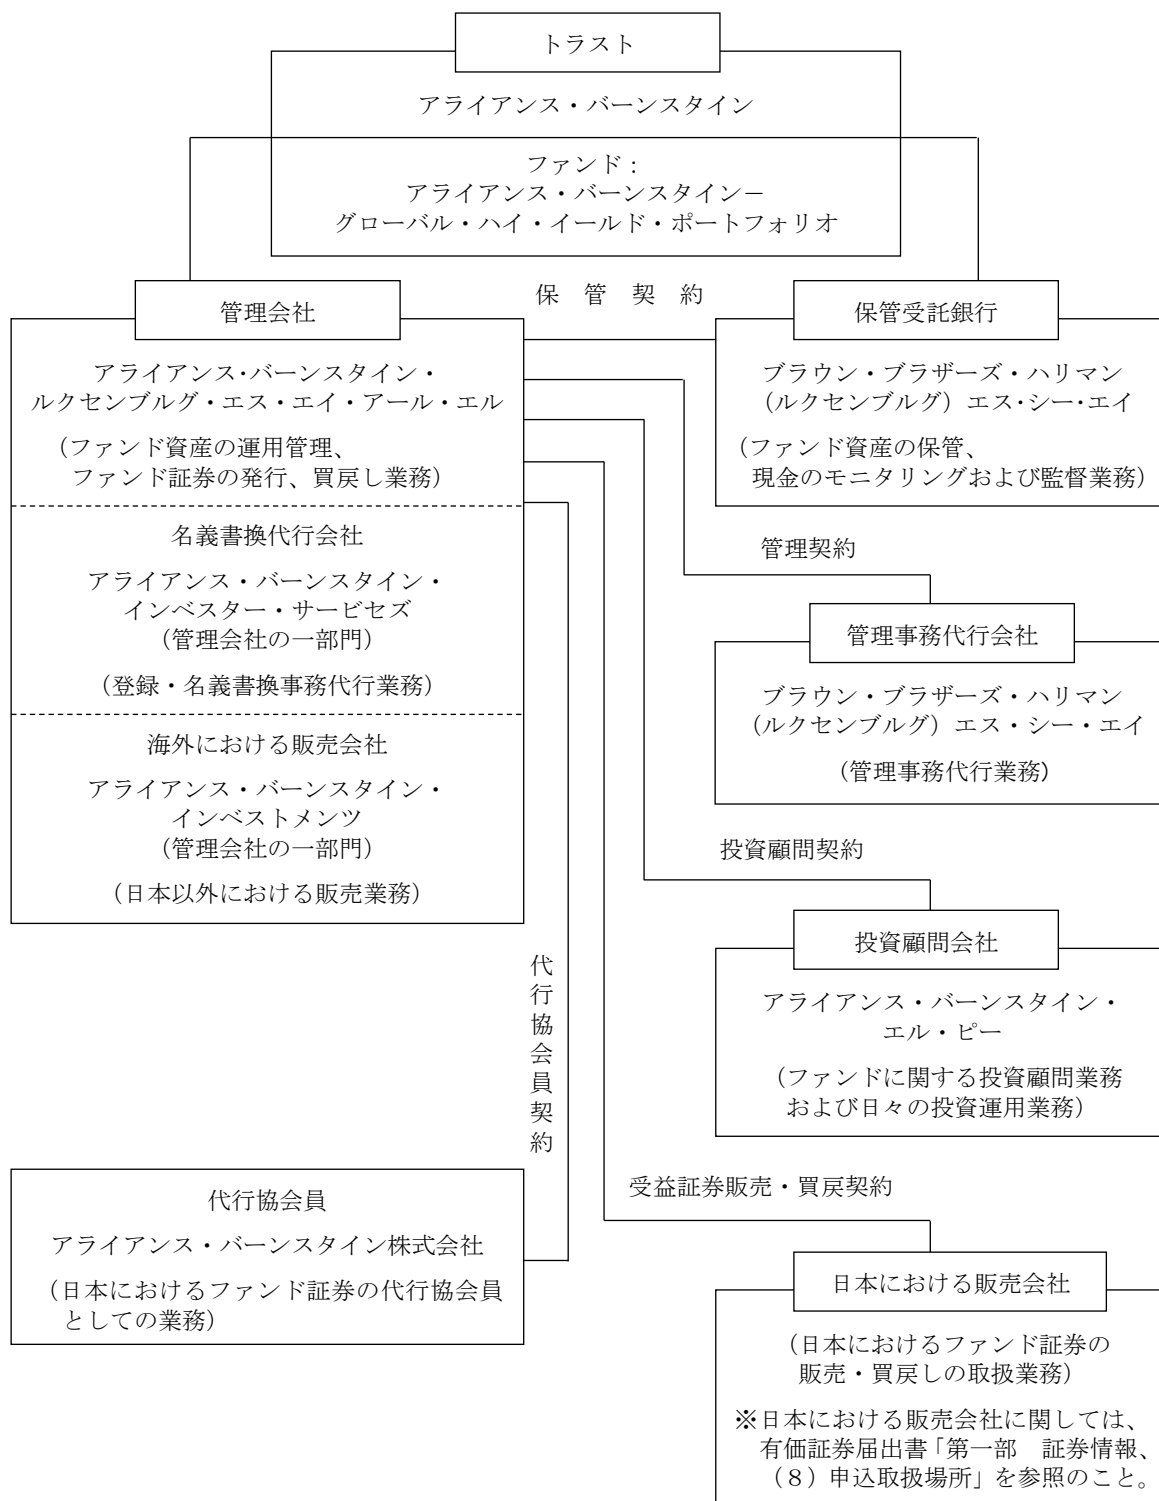 トラスト
アライアンス・バーンスタイン
ファンド：
アライアンス・バーンスタイン－
グローバル・ハイ・イールド・ポートフォリオ
保管契約
管理会社
アライアンス・バーンスタイン・
ルクセンブルグ・エス・エイ・アール・エル
（ファンド資産の運用管理、
ファンド証券の発行、買戻し業務）
名義書換代行会社
アライアンス・バーンスタイン・
インベスター・サービセズ
（管理会社の一部門）
（登録・名義書換事務代行業務）
海外における販売会社
アライアンス・バーンスタイン・
インベストメンツ
（管理会社の一部門）
（日本以外における販売業務）
保管受託銀行
ブラウン・ブラザーズ・ハリマン
（ルクセンブルグ）エス・シー・エイ
（ファンド資産の保管、
現金のモニタリングおよび監督業務）
管理契約
管理事務代行会社
ブラウン・ブラザーズ・ハリマン
（ルクセンブルグ）エス・シー・エイ
（管理事務代行業務）
投資顧問契約
投資顧問会社
アライアンス・バーンスタイン・
エル・ピー
（ファンドに関する投資顧問業務
および日々の投資運用業務）
代行協会員契約
代行協会員
アライアンス・バーンスタイン株式会社
（日本におけるファンド証券の代行協会員
としての業務）
受益証券販売・買戻契約
日本における販売会社
（日本におけるファンド証券の
販売・買戻しの取扱業務）
※日本における販売会社に関しては、
有価証券届出書「第一部　証券情報、
（８）申込取扱場所」を参照のこと。